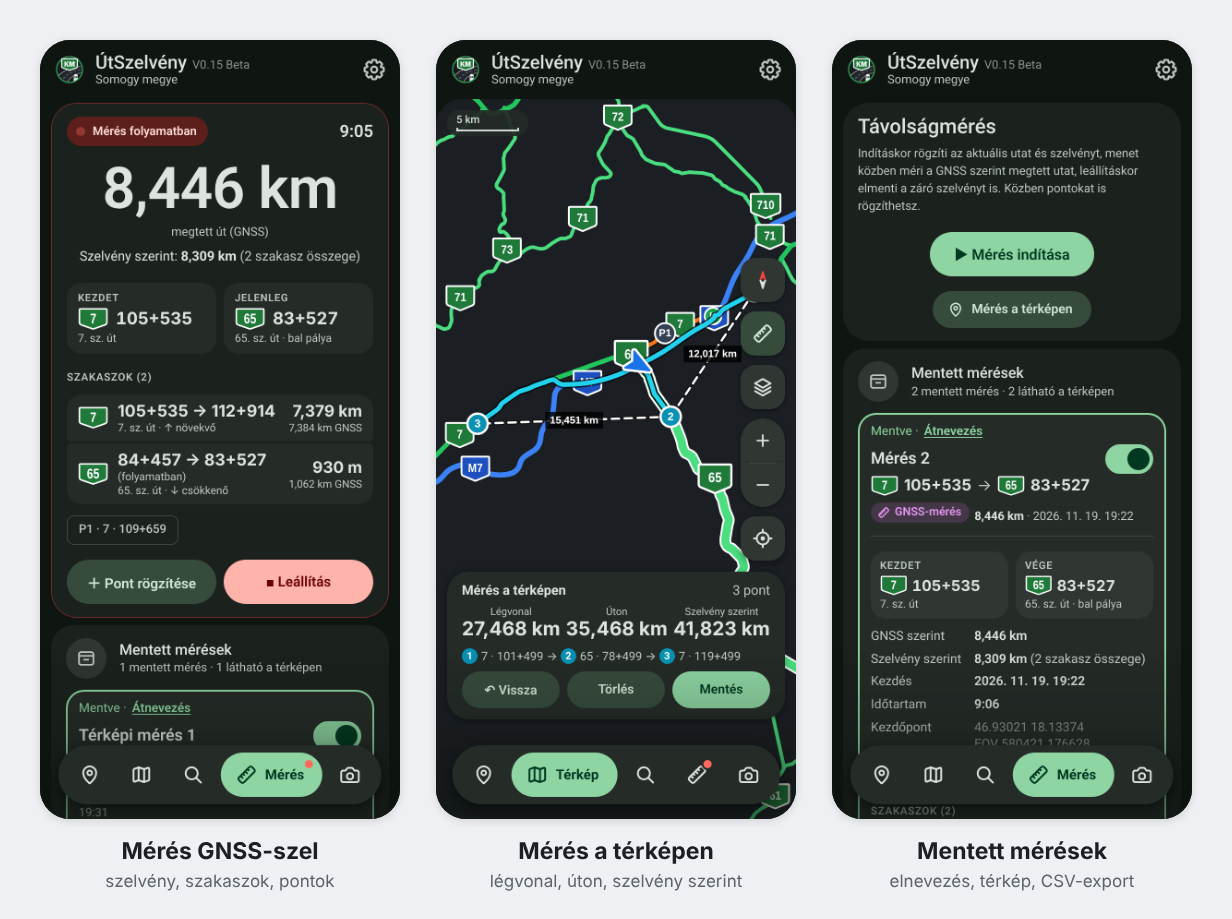 ÚtSzelvény V0.15 Beta
Somogy megye
Mérés folyamatban
9:05
8,446 km
megtett út (GNSS)
Szelvény szerint: 8,309 km (2 szakasz összege)
KEZDET
7 105+535
7. sz. út
JELENLEG
65 83+527
65. sz. út · bal pálya
SZAKASZOK (2)
7 105+535 → 112+914 7,379 km
7. sz. út · ↑ növekvő 7,384 km GNSS
84+457 → 83+527 930 m
65 (folyamatban) 1,062 km GNSS
65. sz. út · ↓ csökkenő
P1 · 7 · 109+659
+ Pont rögzítése
■ Leállítás
Mentett mérések
1 mentett mérés · 1 látható a térképen
Mentve · Átnevezés
Térképi mérés 1
Mérés
19:31
Mérés GNSS-szel
szelvény, szakaszok, pontok
KM
ÚtSzelvény V0.15 Beta
Somogy megye
5 km
72
710
71
71
73
71
7
P1
12,017 km
3
15,451 km
2
7
M7
65
Mérés a térképen 3 pont
Légvonal Úton Szelvény szerint
27,468 km 35,468 km 41,823 km
1 7 · 101+499 → 2 65 · 78+499 → 3 7 · 119+499
↶ Vissza
Törlés
Mentés
Térkép
Mérés a térképen
légvonal, úton, szelvény szerint
KM
ÚtSzelvény V0.15 Beta
Somogy megye
Távolságmérés
Indításkor rögzíti az aktuális utat és szelvényt, menet
közben méri a GNSS szerint megtett utat, leállításkor
elmenti a záró szelvényt is. Közben pontokat is
rögzíthetsz.
▶ Mérés indítása
Mérés a térképen
Mentett mérések
2 mentett mérés · 2 látható a térképen
Mentve · Átnevezés
Mérés 2
7 105+535 → 65 83+527
GNSS-mérés 8,446 km · 2026. 11. 19. 19:22
KEZDET
7 105+535
7. sz. út
VÉGE
65 83+527
65. sz. út · bal pálya
GNSS szerint 8,446 km
Szelvény szerint 8,309 km (2 szakasz összege)
Kezdés 2026. 11. 19. 19:22
Időtartam 9:06
Kezdőpont 46.93021 18.13374
EOV 580421 176628
Mérés
SZAKASZOK (2)
Mentett mérések
elnevezés, térkép, CSV-export